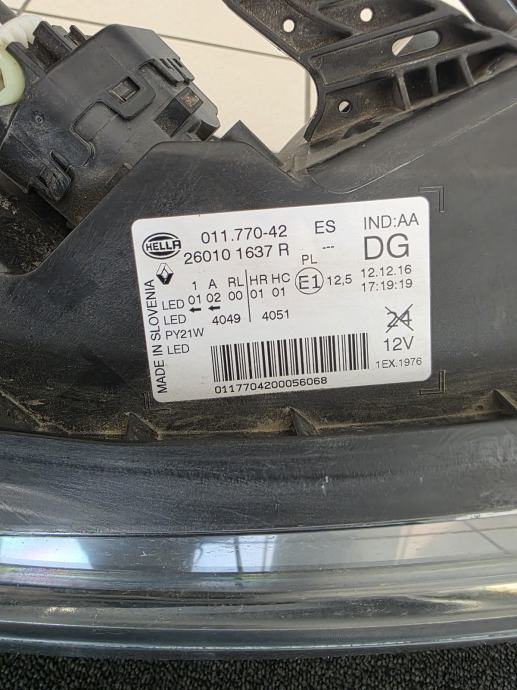 HELLA 011.770-42 ES IND:AA
26010 1637 R --- DG
PL
1 A RL HR HC E1 12,5 12.12.16
LED 01 02 00 01 01 17:19:19
LED ← ← 4049 4051
PY21W
LED
24
12V
1EX.1976
0117704200056068
MADE IN SLOVENIA